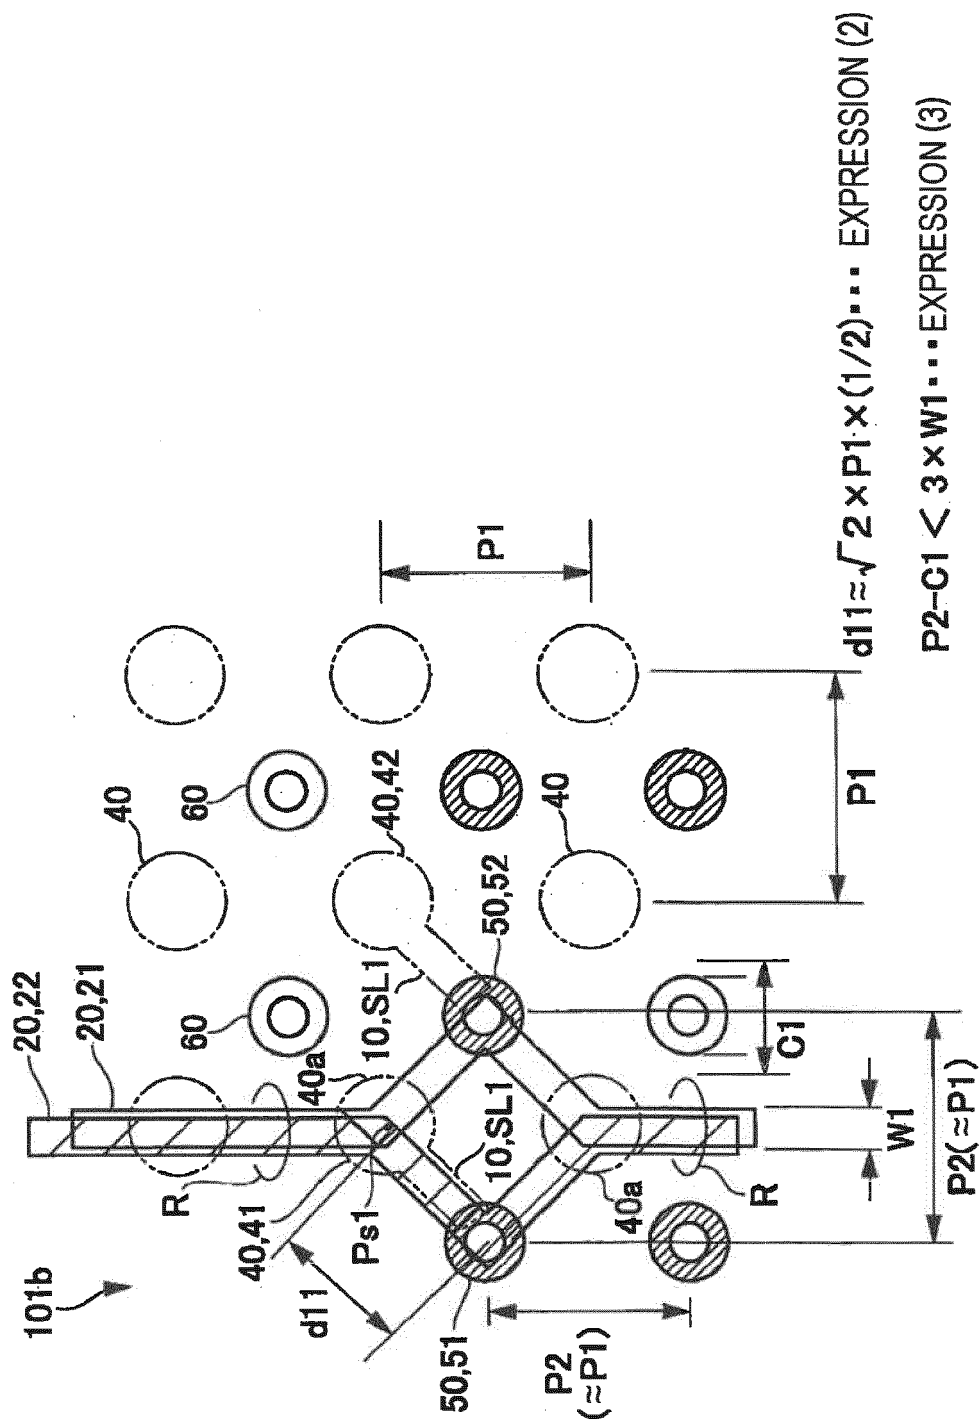 101b
20,22
20,21
R
60
40
60
40,41
40a
10,SL1
40,42
Ps1
d11
10,SL1
50,51
50,52
40
P1
40a
R
W1
C1
P1
P2
(≈P1)
P2(≈P1)
d11≈√2×P1×(1/2)••• EXPRESSION (2)
P2-C1 < 3×W1•••EXPRESSION (3)